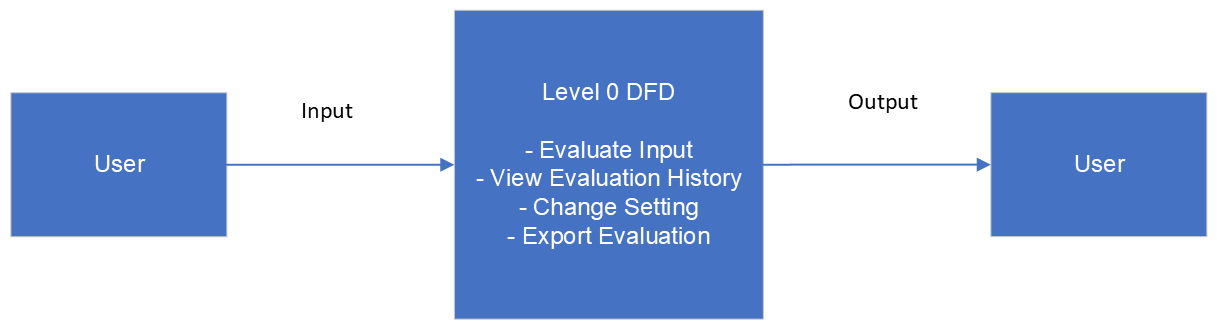 User
Input
Level 0 DFD
- Evaluate Input
- View Evaluation History
- Change Setting
- Export Evaluation
Output
User